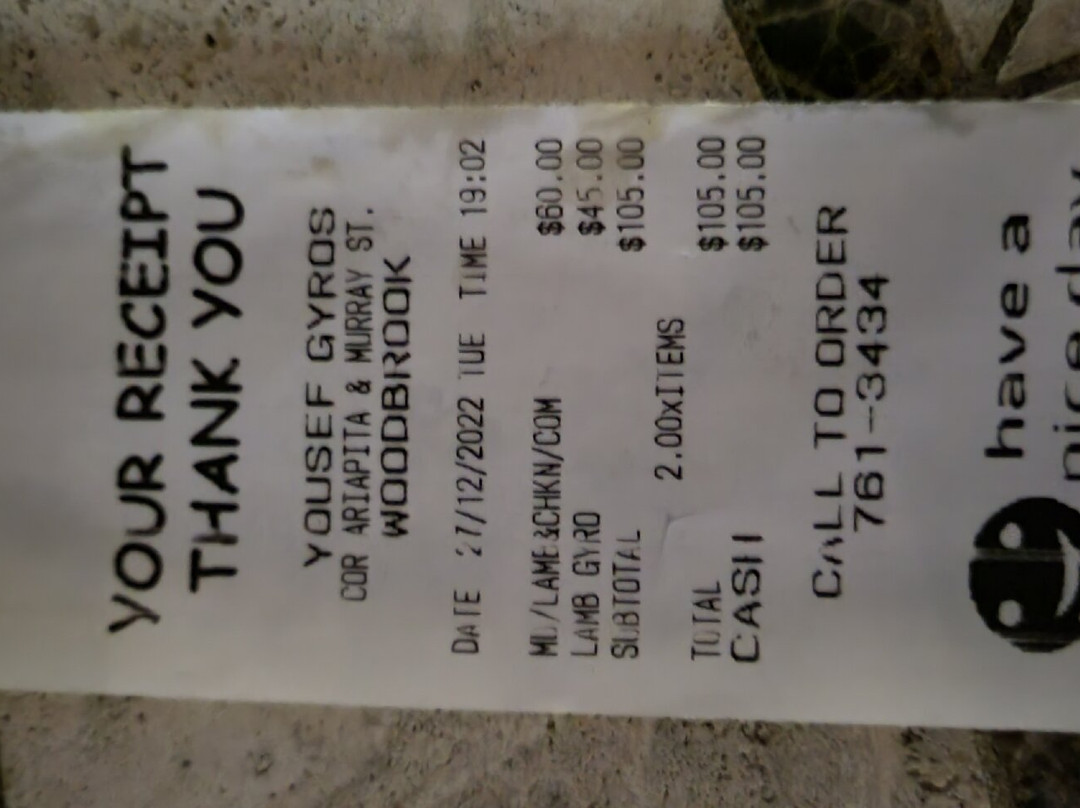 YOUR RECEIPT
THANK YOU
YOUSEF GYROS
COR ARIAPITA & MURRAY ST.
WOODBROOK
DATE 27/12/2022 TUE TIME 19:02
/LAMB&CHKN/COM $60.00
LAMB GYRO $45.00
SUBTOTAL $105.00
2.00xITEMS
TOTAL $105.00
CASH $105.00
CALL TO ORDER
761-3434
have a
nice day